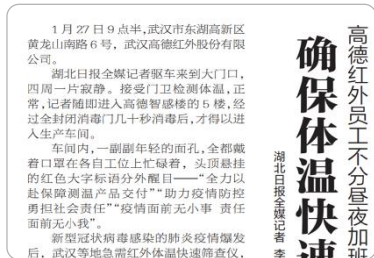 1月27日9点半,武汉市东湖高新区
黄龙山南路6号,武汉高德红外股份有限
公司。
湖北日报全媒记者驱车来到大门口,
四周一片寂静。接受门卫检测体温,正
常,记者随即进入高德智感楼的5楼,经
过全封闭消毒门几十秒消毒后,才得以进
入生产车间。
车间内,一副副年轻的面孔,全都戴
着口罩在各自工位上忙碌着,头顶悬挂
的红色大字标语分外醒目——“全力以
赴保障测温产品交付”“助力疫情防控
勇担社会责任”“疫情面前无小事 责任
面前无小我”。
新型冠状病毒感染的肺炎疫情爆发
后,武汉等地急需红外体温快速筛查仪,
高德红外员工不分昼夜加班
确保体温快速
湖北日报全媒记者 李